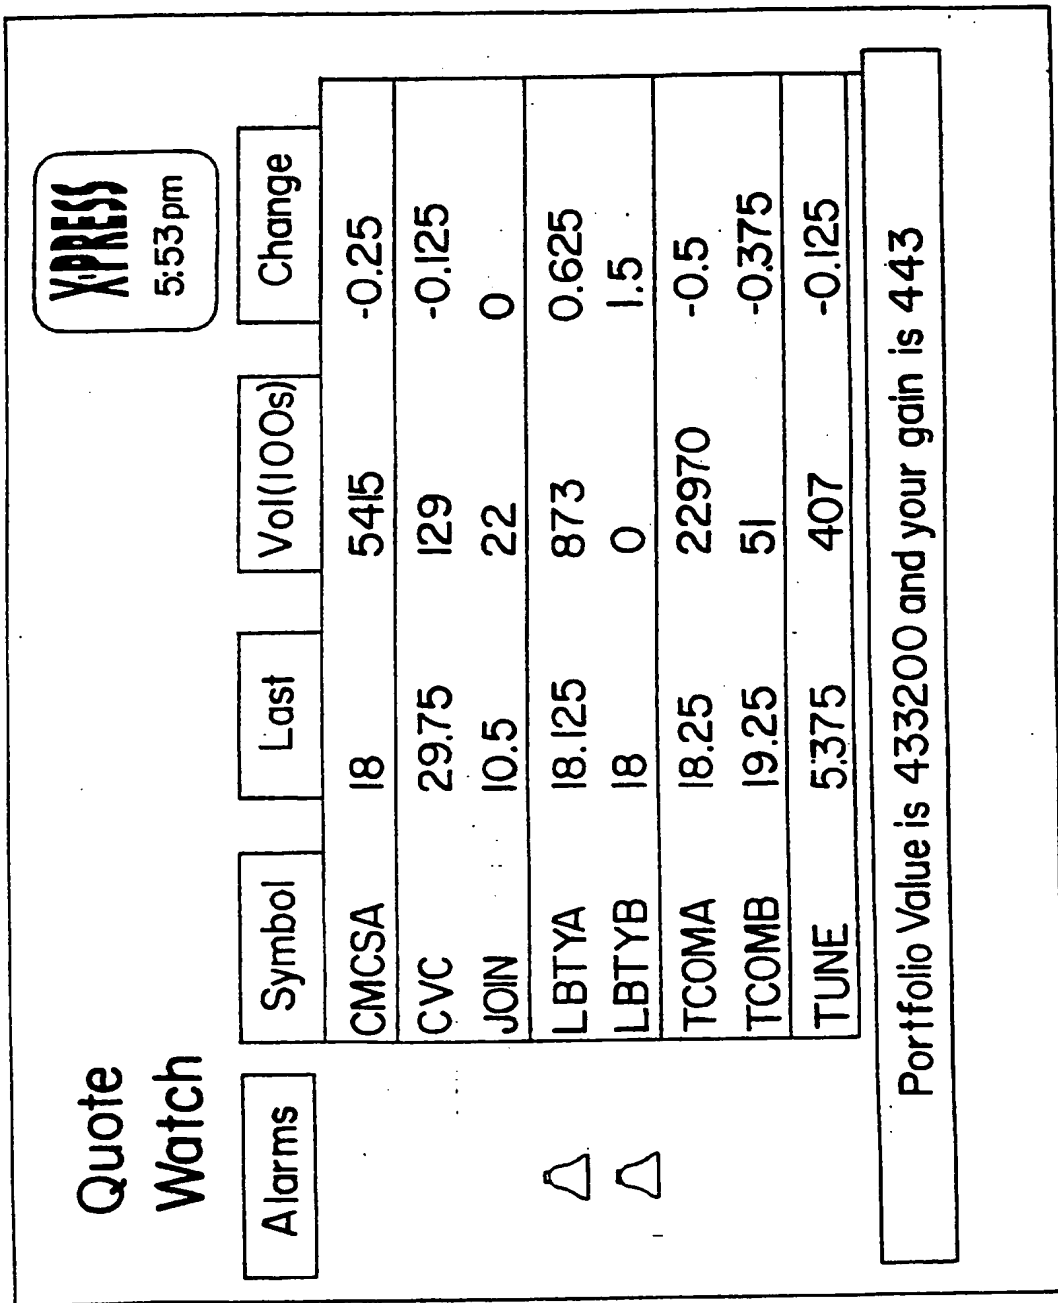 Quote
Watch
X·PRESS
5:53pm
Alarms Symbol Last Vol(100s) Change
CMCSA 18 5415 -0.25
CVC 29.75 129 -0.125
JOIN 10.5 22 0
LBTYA 18.125 873 0.625
LBTYB 18 0 1.5
TCOMA 18.25 22970 -0.5
TCOMB 19.25 51 -0.375
TUNE 5.375 407 -0.125
Portfolio Value is 433200 and your gain is 443